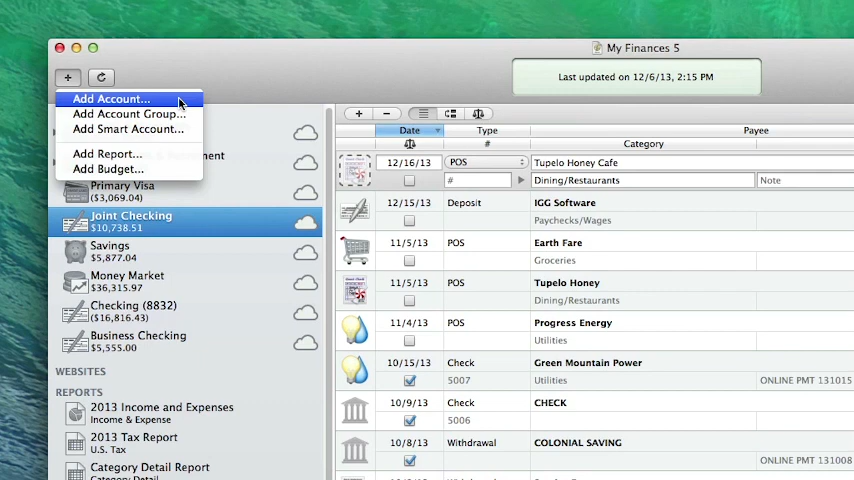 My Finances 5
Last updated on 12/6/13, 2:15 PM
Add Account...
Add Account Group...
Add Smart Account...
Add Report...
Add Budget...
Primary Visa
($3,069.04)
Joint Checking
$10,738.51
Savings
$5,877.04
Money Market
$36,315.97
Checking (8832)
($16,816.43)
Business Checking
$5,555.00
WEBSITES
REPORTS
2013 Income and Expenses
Income & Expense
2013 Tax Report
U.S. Tax
Category Detail Report
Category Detail
Date Type Payee
# Category
12/16/13 POS Tupelo Honey Cafe
# Dining/Restaurants Note
12/15/13 Deposit IGG Software
Paychecks/Wages
11/5/13 POS Earth Fare
Groceries
11/5/13 POS Tupelo Honey
Dining/Restaurants
11/4/13 POS Progress Energy
Utilities
10/15/13 Check Green Mountain Power
5007 Utilities ONLINE PMT 131015
10/9/13 Check CHECK
5006
10/8/13 Withdrawal COLONIAL SAVING
ONLINE PMT 131008